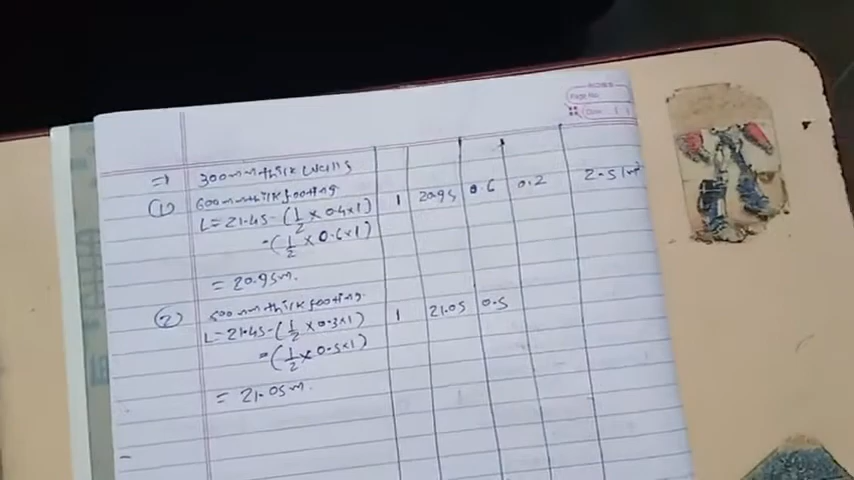 ⇒ 300mm thick walls
① 600mm thick footing
L = 21.45 - (1/2 × 0.4×1) 1 20.95 0.6 0.2 2.51m³
- (1/2 × 0.6×1)
= 20.95m.
② 500mm thick footing.
L = 21.45 - (1/2 × 0.3×1) 1 21.05 0.5
- (1/2 × 0.5×1)
= 21.05m.